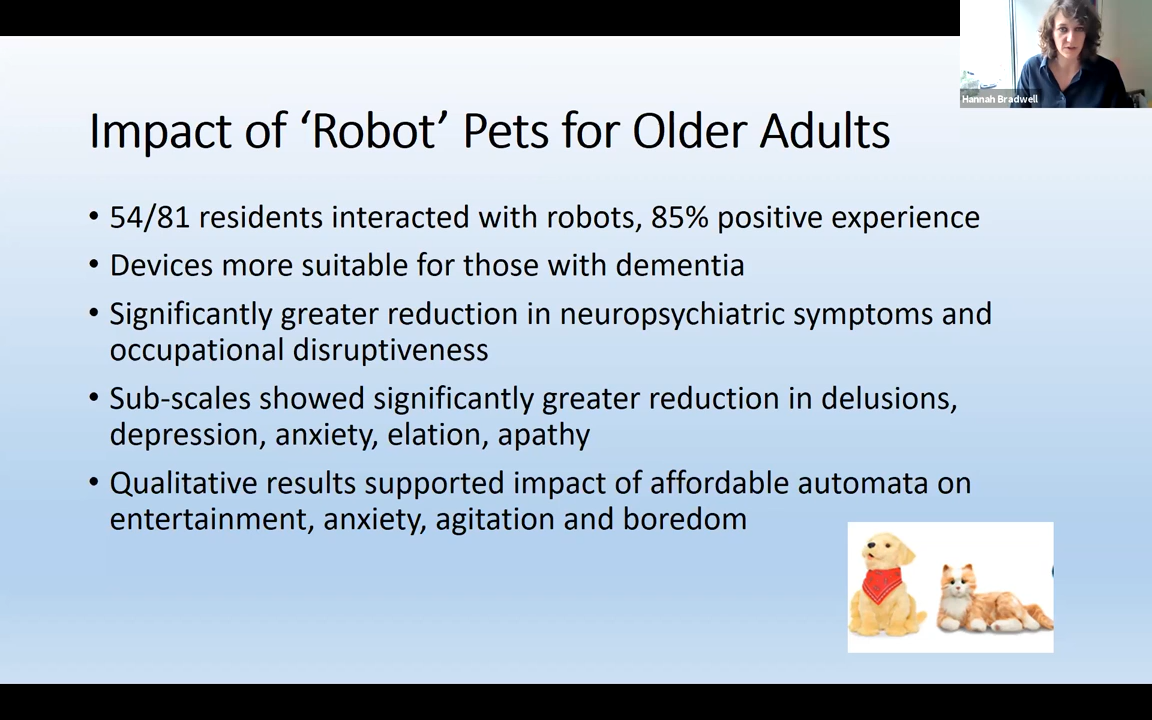 Hannah Bradwell
Impact of ‘Robot’ Pets for Older Adults
• 54/81 residents interacted with robots, 85% positive experience
• Devices more suitable for those with dementia
• Significantly greater reduction in neuropsychiatric symptoms and
occupational disruptiveness
• Sub-scales showed significantly greater reduction in delusions,
depression, anxiety, elation, apathy
• Qualitative results supported impact of affordable automata on
entertainment, anxiety, agitation and boredom